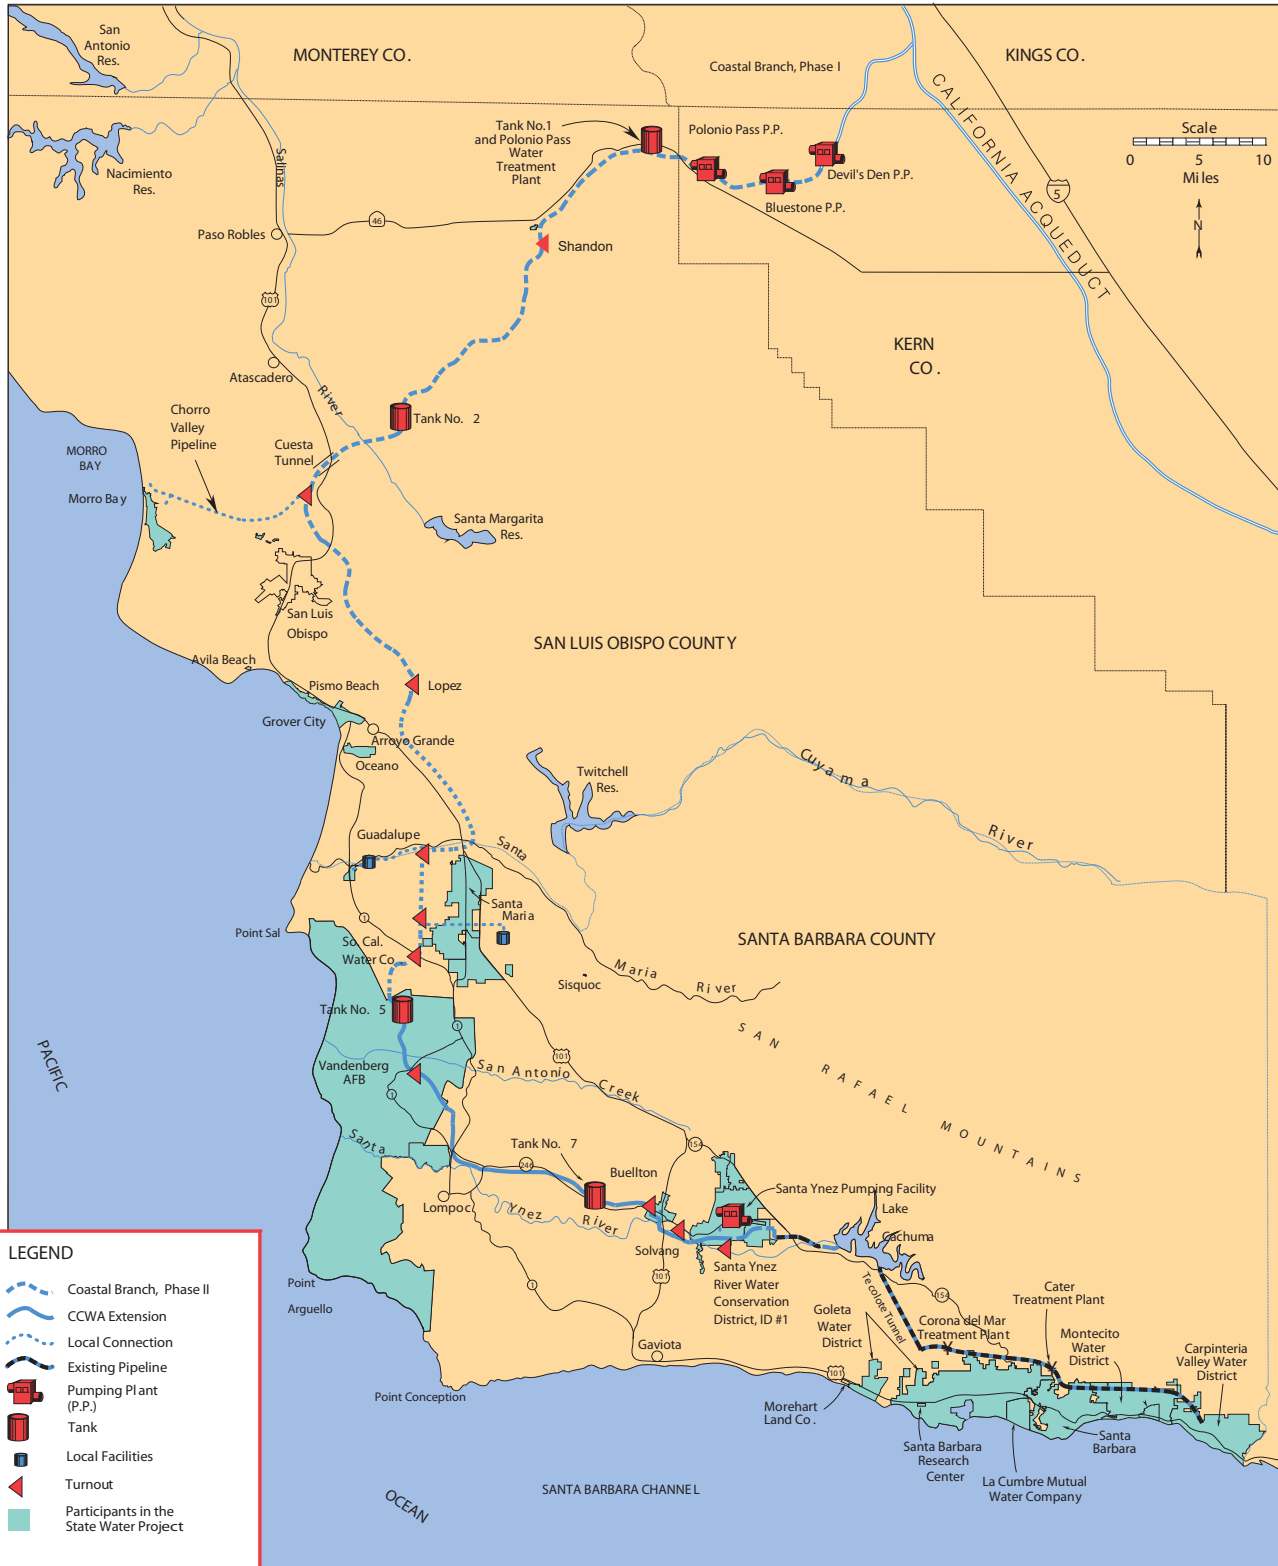 San
Antonio
Res.
MONTEREY CO.
Coastal Branch, Phase I
KINGS CO.
CALIFORNIA ACQUEDUCT
Scale
0 5 10
Miles
N
5
Nacimiento
Res.
Salinas
River
Tank No.1
and Polonio Pass
Water
Treatment
Plant
Polonio Pass P.P.
Devil's Den P.P.
Bluestone P.P.
Paso Robles
46
Shandon
101
KERN
CO.
Atascadero
Tank No. 2
Chorro
Valley
Pipeline
Cuesta
Tunnel
MORRO
BAY
Morro Bay
Santa Margarita
Res.
San Luis
Obispo
SAN LUIS OBISPO COUNTY
Avila Beach
Pismo Beach
Lopez
Grover City
Arroyo Grande
Oceano
Twitchell
Res.
Cuyama
River
Guadalupe
Santa
Maria
River
1
Santa
Maria
Point Sal
So. Cal.
Water Co.
SANTA BARBARA COUNTY
Sisquoc
Tank No. 5
SAN RAFAEL MOUNTAINS
PACIFIC
OCEAN
1
Vandenberg
AFB
1
San Antonio
Creek
101
Santa
Ynez
River
Tank No. 7
154
246
Buellton
Santa Ynez Pumping Facility
Lake
Cachuma
Lompoc
Solvang
Santa Ynez
River Water
Conservation
District, ID #1
101
1
Tecolote Tunnel
154
Point
Arguello
Goleta
Water
District
Corona del Mar
Treatment Plant
Cater
Treatment Plant
Montecito
Water
District
Carpinteria
Valley Water
District
Gaviota
101
Point Conception
Morehart
Land Co.
Santa Barbara
Research
Center
La Cumbre Mutual
Water Company
Santa
Barbara
SANTA BARBARA CHANNEL
LEGEND
Coastal Branch, Phase II
CCWA Extension
Local Connection
Existing Pipeline
Pumping Plant
(P.P.)
Tank
Local Facilities
Turnout
Participants in the
State Water Project